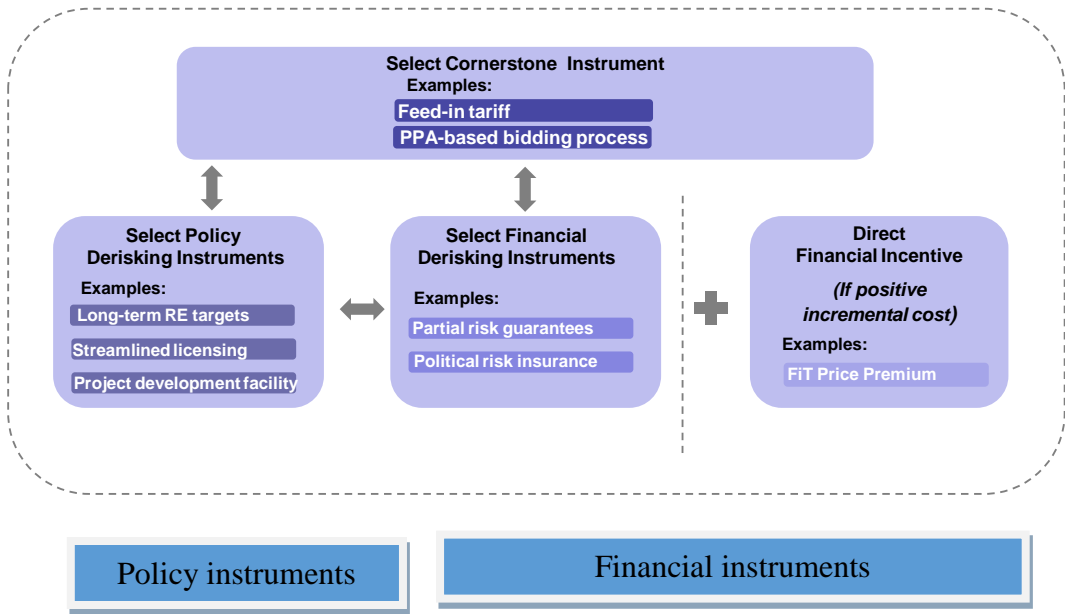 Select Cornerstone Instrument
Examples:
Feed-in tariff
PPA-based bidding process
Select Policy
Derisking Instruments
Examples:
Long-term RE targets
Streamlined licensing
Project development facility
Select Financial
Derisking Instruments
Examples:
Partial risk guarantees
Political risk insurance
Direct
Financial Incentive
(If positive
incremental cost)
Examples:
FiT Price Premium
Policy instruments
Financial instruments